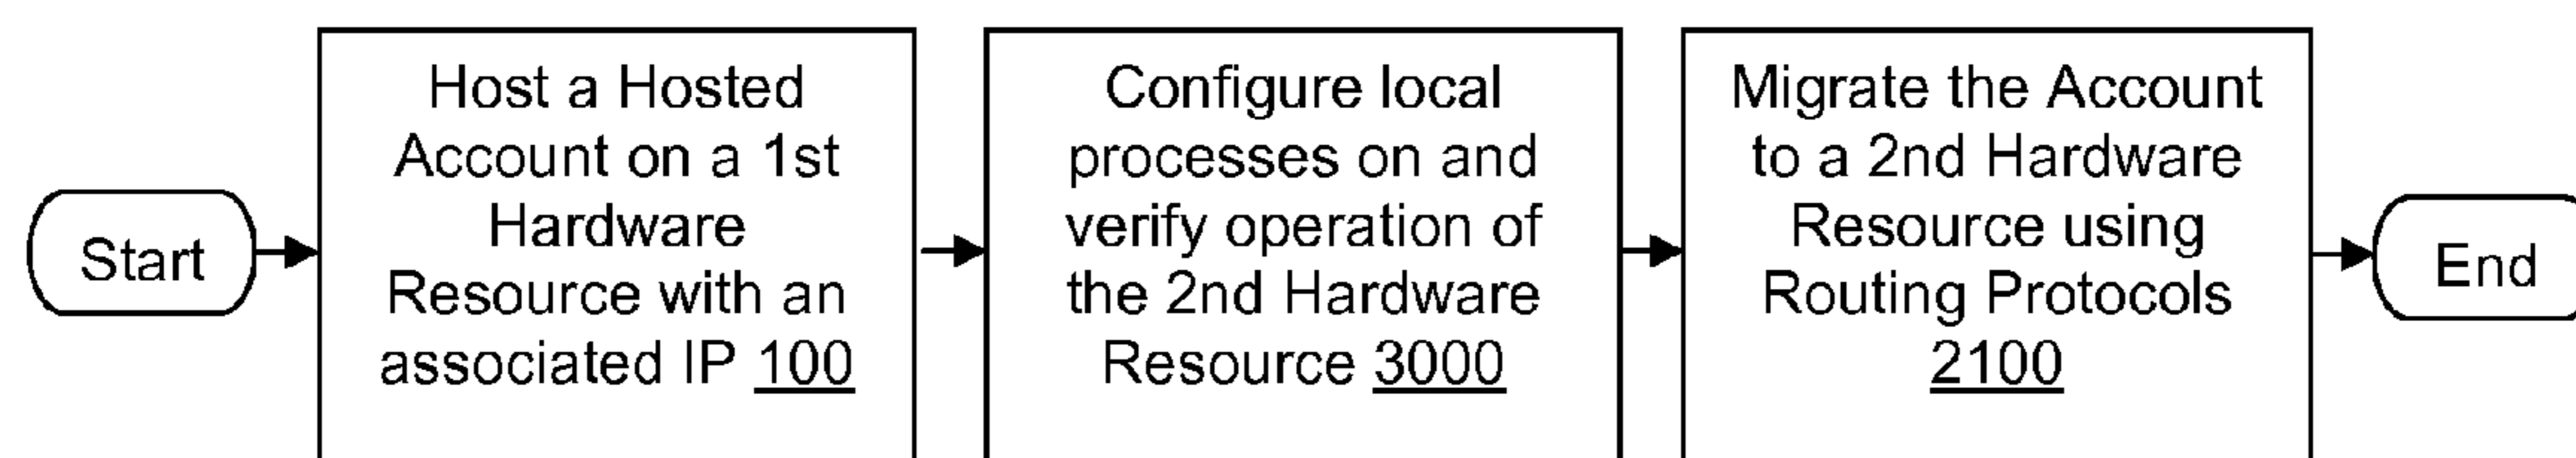 Start
Host a Hosted
Account on a 1st
Hardware
Resource with an
associated IP 100
Configure local
processes on and
verify operation of
the 2nd Hardware
Resource 3000
Migrate the Account
to a 2nd Hardware
Resource using
Routing Protocols
2100
End